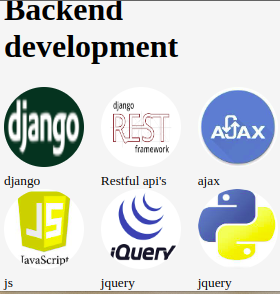 Backend
development
django
django
REST
framework
AJAX
django
Restful api's
ajax
JS
JavaScript
jQuery
js
jquery
jquery